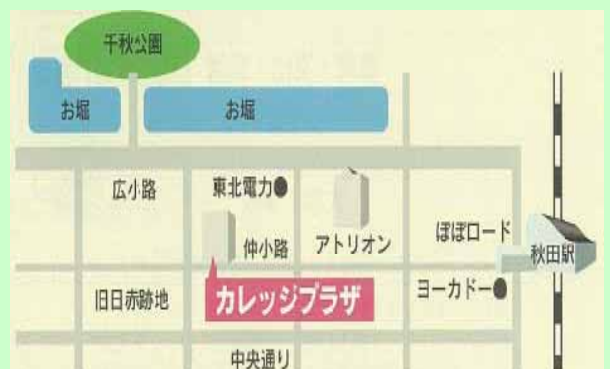 千秋公園
お堀
お堀
広小路
東北電力
仲小路
アトリオン
ぽぽロード
秋田駅
旧日赤跡地
カレッジプラザ
ヨーカドー
中央通り